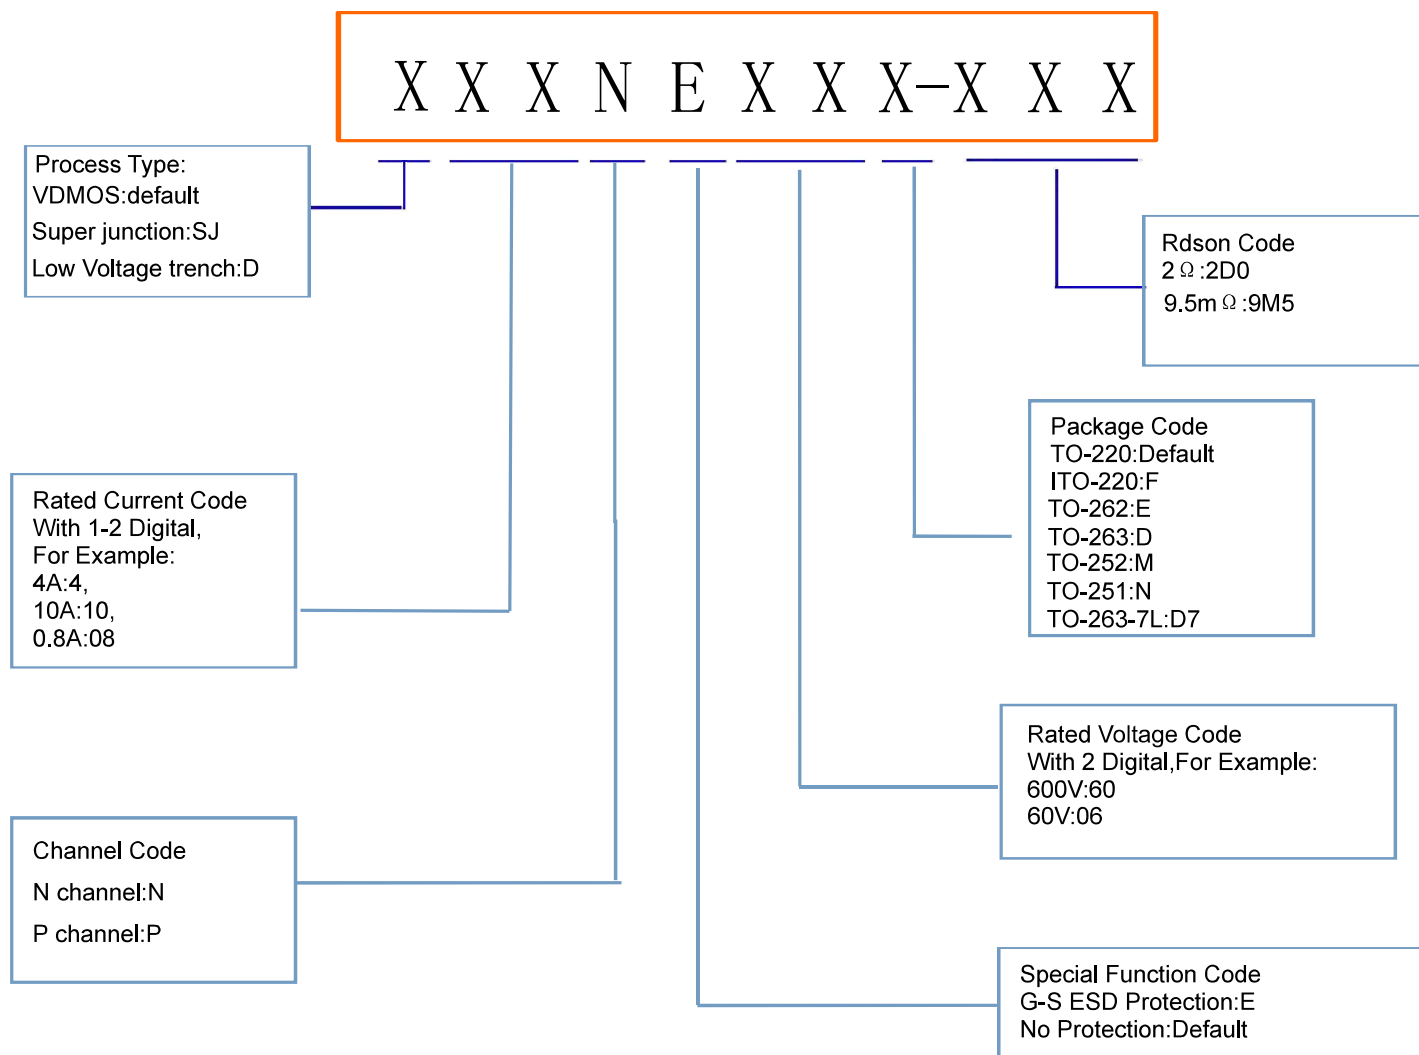 X X X N E X X X-X X X
Process Type:
VDMOS:default
Super junction:SJ
Low Voltage trench:D
Rdson Code
2Ω:2D0
9.5mΩ:9M5
Package Code
TO-220:Default
ITO-220:F
TO-262:E
TO-263:D
TO-252:M
TO-251:N
TO-263-7L:D7
Rated Current Code
With 1-2 Digital,
For Example:
4A:4,
10A:10,
0.8A:08
Rated Voltage Code
With 2 Digital,For Example:
600V:60
60V:06
Channel Code
N channel:N
P channel:P
Special Function Code
G-S ESD Protection:E
No Protection:Default